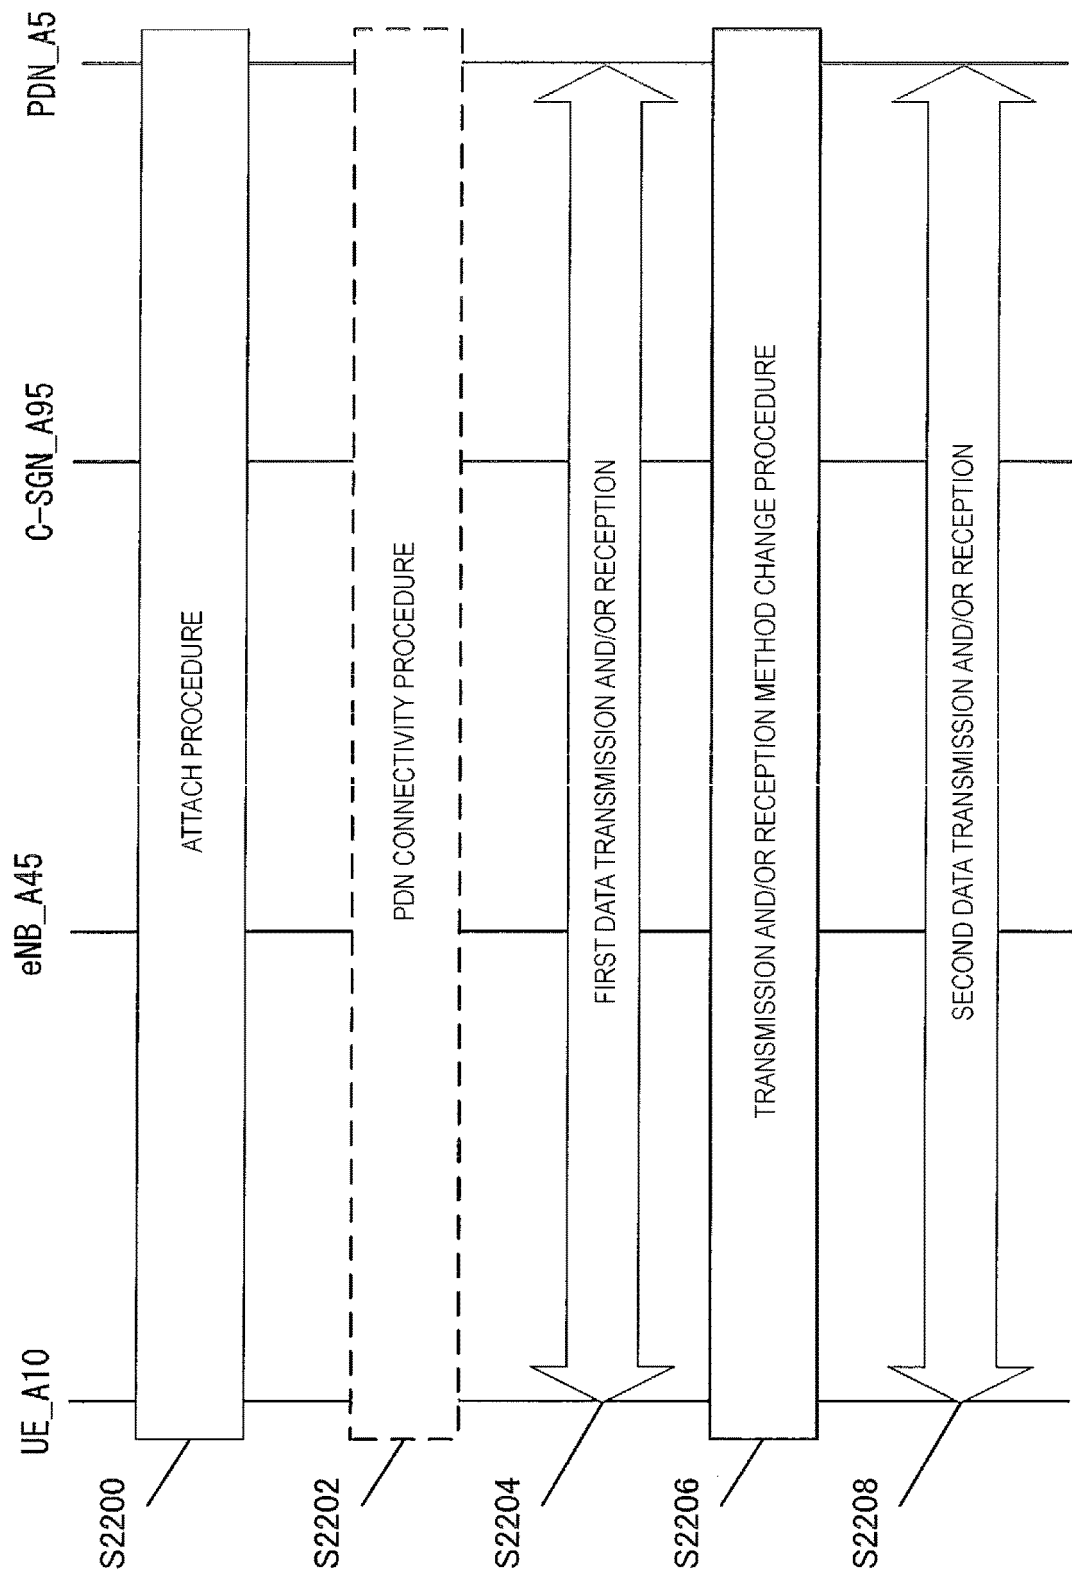 UE_A10
eNB_A45
C-SGN_A95
PDN_A5
S2200
ATTACH PROCEDURE
S2202
PDN CONNECTIVITY PROCEDURE
S2204
FIRST DATA TRANSMISSION AND/OR RECEPTION
S2206
TRANSMISSION AND/OR RECEPTION METHOD CHANGE PROCEDURE
S2208
SECOND DATA TRANSMISSION AND/OR RECEPTION